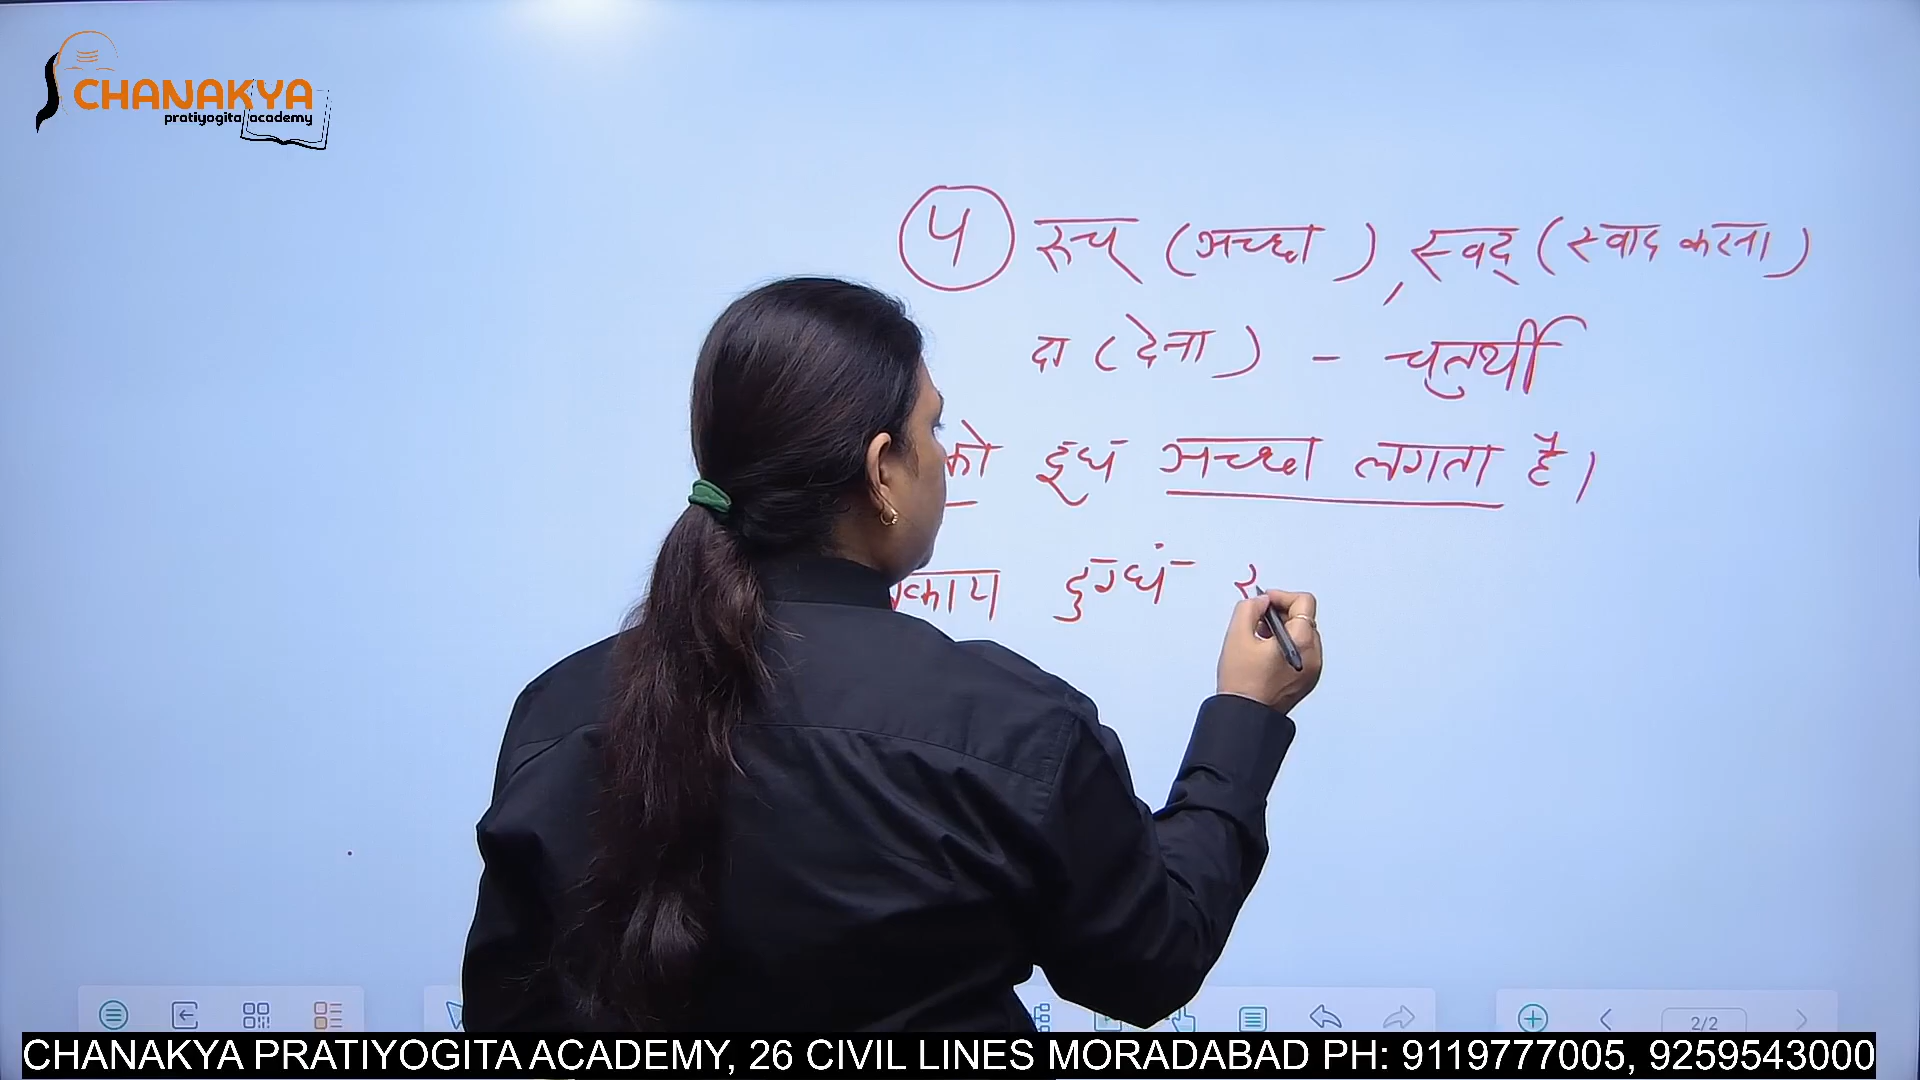 CHANAKYA
pratiyogita academy
५ रूच् (अच्छा ), स्वद् (स्वाद करना)
दा (देना) - चतुर्थी
को दूध अच्छा लगता है।
काय दुग्धं
2/2
CHANAKYA PRATIYOGITA ACADEMY, 26 CIVIL LINES MORADABAD PH: 9119777005, 9259543000